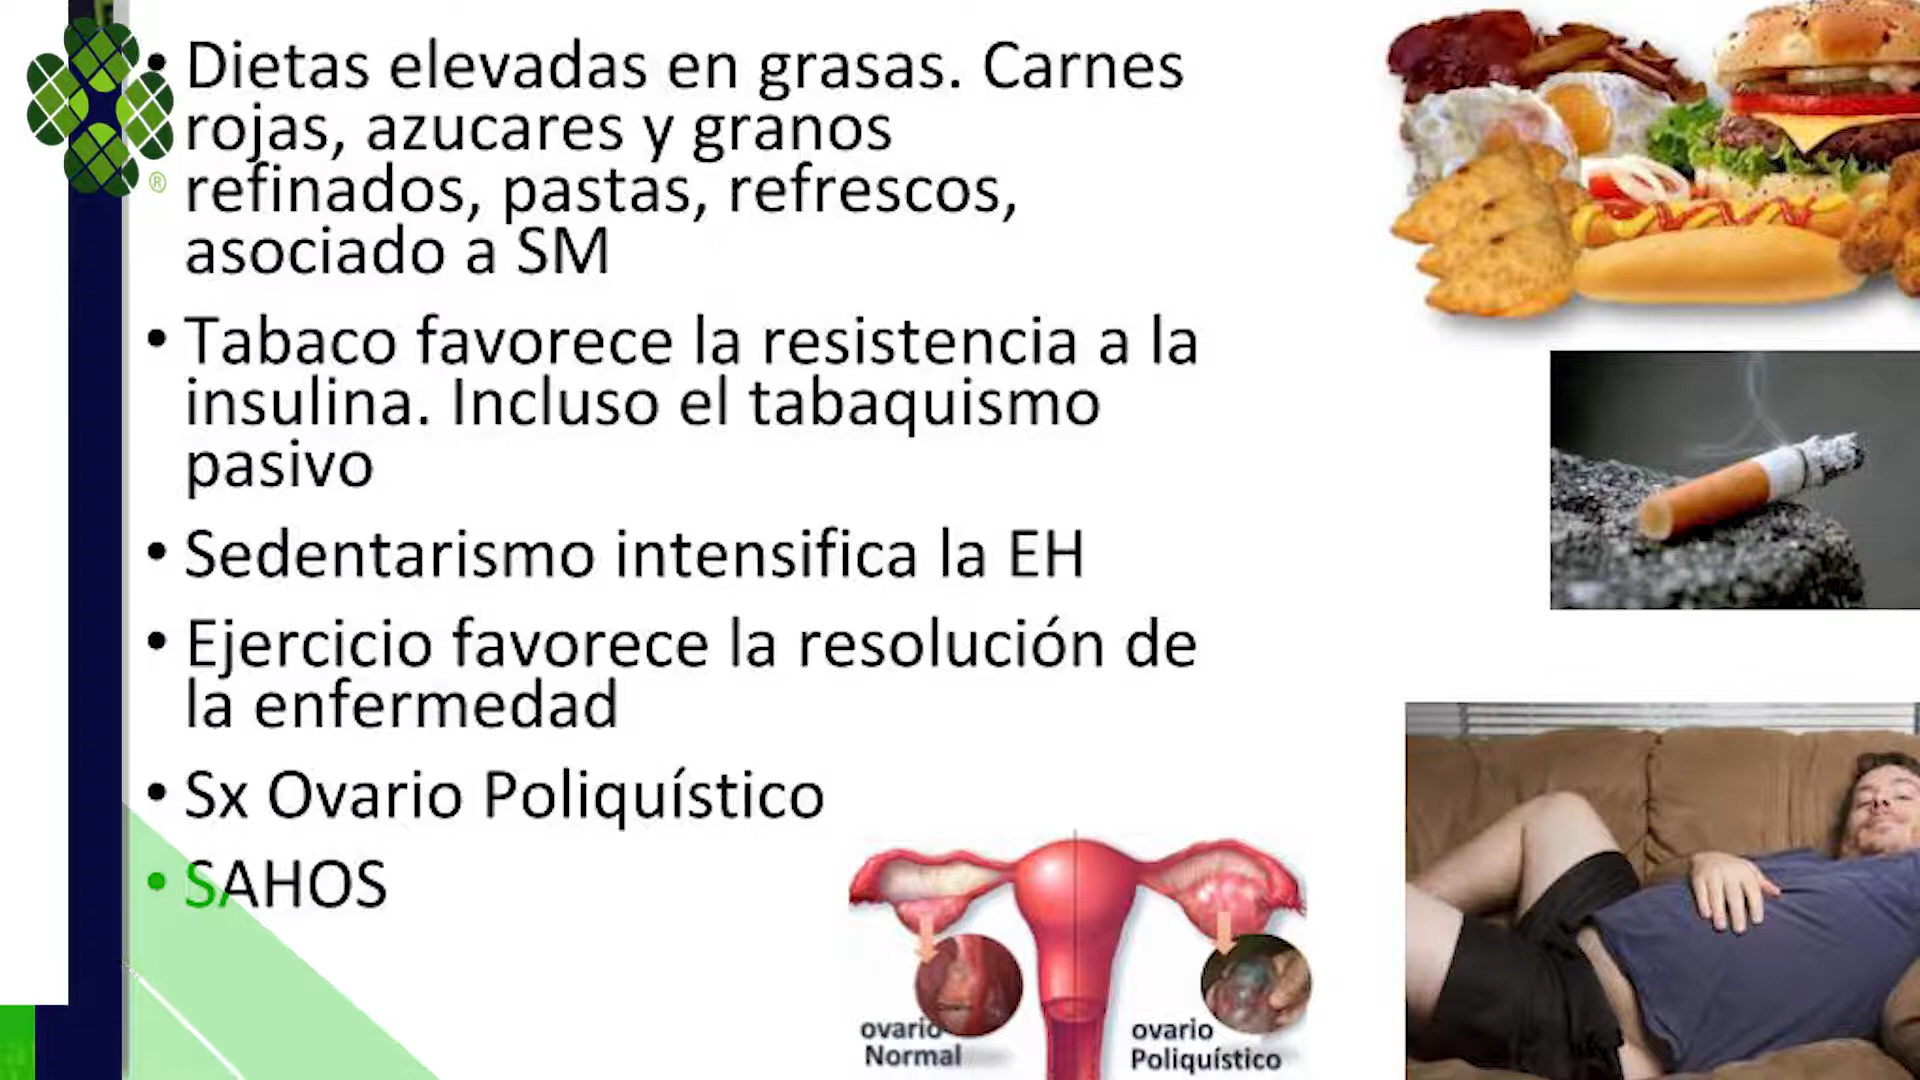 • Dietas elevadas en grasas. Carnes
rojas, azucares y granos
refinados, pastas, refrescos,
asociado a SM
• Tabaco favorece la resistencia a la
insulina. Incluso el tabaquismo
pasivo
• Sedentarismo intensifica la EH
• Ejercicio favorece la resolución de
la enfermedad
• Sx Ovario Poliquístico
• SAHOS
ovario
Normal
ovario
Poliquístico
®